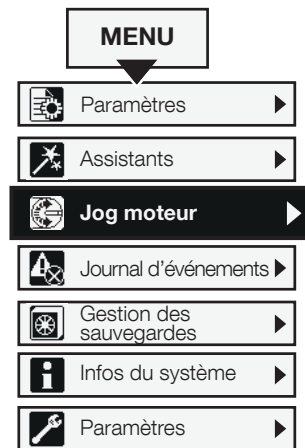 MENU
Paramètres
Assistants
Jog moteur
Journal d'événements
Gestion des
sauvegardes
Infos du système
Paramètres